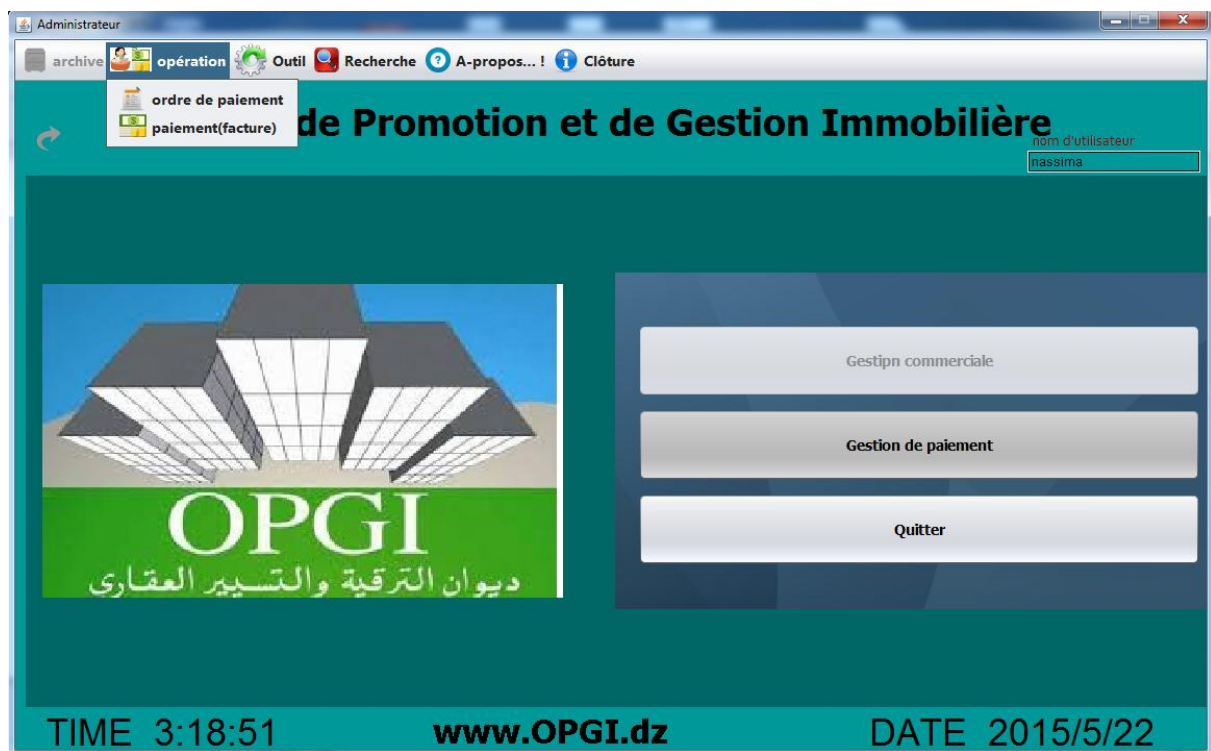 Administrateur
archive opération Outil Recherche A-propos... ! Clôture
ordre de paiement
paiement(facture)
de Promotion et de Gestion Immobilière
nom d'utilisateur
nassima
Gestipn commerciale
Gestion de paiement
Quitter
OPGI
ديوان الترقية والتسيير العقاري
TIME 3:18:51 www.OPGI.dz DATE 2015/5/22